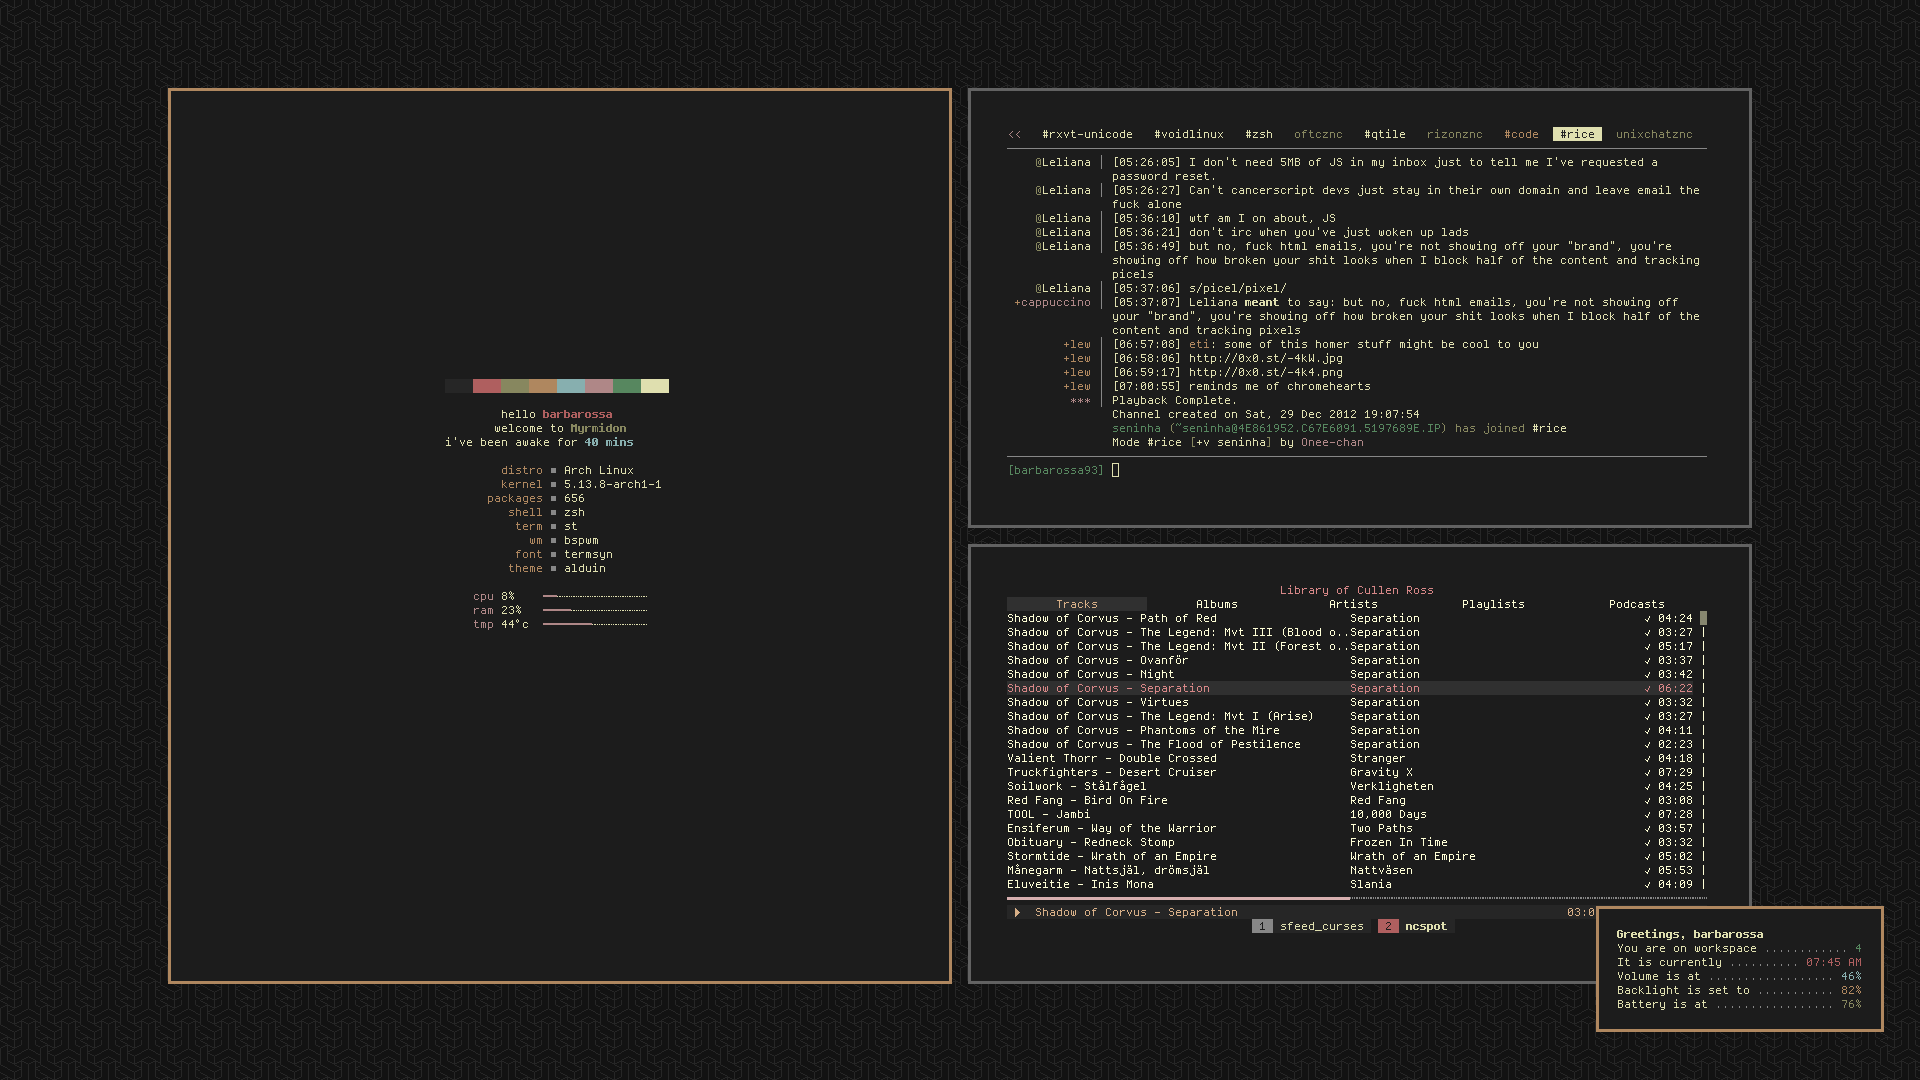 hello barbarossa
welcome to Myrmidon
i've been awake for 40 mins
distro ▪ Arch Linux
kernel ▪ 5.13.8-arch1-1
packages ▪ 656
shell ▪ zsh
term ▪ st
wm ▪ bspwm
font ▪ termsyn
theme ▪ alduin
cpu 8%
ram 23%
tmp 44°c
<< #rxvt-unicode #voidlinux #zsh oftcznc #qtile rizonznc #code #rice unixchatznc
@Leliana │ [05:26:05] I don't need 5MB of JS in my inbox just to tell me I've requested a
password reset.
@Leliana │ [05:26:27] Can't cancerscript devs just stay in their own domain and leave email the
fuck alone
@Leliana │ [05:36:10] wtf am I on about, JS
@Leliana │ [05:36:21] don't irc when you've just woken up lads
@Leliana │ [05:36:49] but no, fuck html emails, you're not showing off your "brand", you're
showing off how broken your shit looks when I block half of the content and tracking
picels
@Leliana │ [05:37:06] s/picel/pixel/
+cappuccino │ [05:37:07] Leliana meant to say: but no, fuck html emails, you're not showing off
your "brand", you're showing off how broken your shit looks when I block half of the
content and tracking pixels
+lew │ [06:57:08] eti: some of this homer stuff might be cool to you
+lew │ [06:58:06] http://0x0.st/-4kW.jpg
+lew │ [06:59:17] http://0x0.st/-4k4.png
+lew │ [07:00:55] reminds me of chromehearts
*** │ Playback Complete.
Channel created on Sat, 29 Dec 2012 19:07:54
seninha (~seninha@4E861952.C67E6091.5197689E.IP) has joined #rice
Mode #rice [+v seninha] by Onee-chan
[barbarossa93]
Library of Cullen Ross
Tracks Albums Artists Playlists Podcasts
Shadow of Corvus - Path of Red Separation ✓ 04:24
Shadow of Corvus - The Legend: Mvt III (Blood o..Separation ✓ 03:27
Shadow of Corvus - The Legend: Mvt II (Forest o..Separation ✓ 05:17
Shadow of Corvus - Ovanför Separation ✓ 03:37
Shadow of Corvus - Night Separation ✓ 03:42
Shadow of Corvus - Separation Separation ✓ 06:22
Shadow of Corvus - Virtues Separation ✓ 03:32
Shadow of Corvus - The Legend: Mvt I (Arise) Separation ✓ 03:27
Shadow of Corvus - Phantoms of the Mire Separation ✓ 04:11
Shadow of Corvus - The Flood of Pestilence Separation ✓ 02:23
Valient Thorr - Double Crossed Stranger ✓ 04:18
Truckfighters - Desert Cruiser Gravity X ✓ 07:29
Soilwork - Stålfågel Verkligheten ✓ 04:25
Red Fang - Bird On Fire Red Fang ✓ 03:08
TOOL - Jambi 10,000 Days ✓ 07:28
Ensiferum - Way of the Warrior Two Paths ✓ 03:57
Obituary - Redneck Stomp Frozen In Time ✓ 03:32
Stormtide - Wrath of an Empire Wrath of an Empire ✓ 05:02
Månegarm - Nattsjäl, drömsjäl Nattväsen ✓ 05:53
Eluveitie - Inis Mona Slania ✓ 04:09
Shadow of Corvus - Separation 03:0
1 sfeed_curses 2 ncspot
Greetings, barbarossa
You are on workspace ............ 4
It is currently .......... 07:45 AM
Volume is at .................. 46%
Backlight is set to ........... 82%
Battery is at ................. 76%